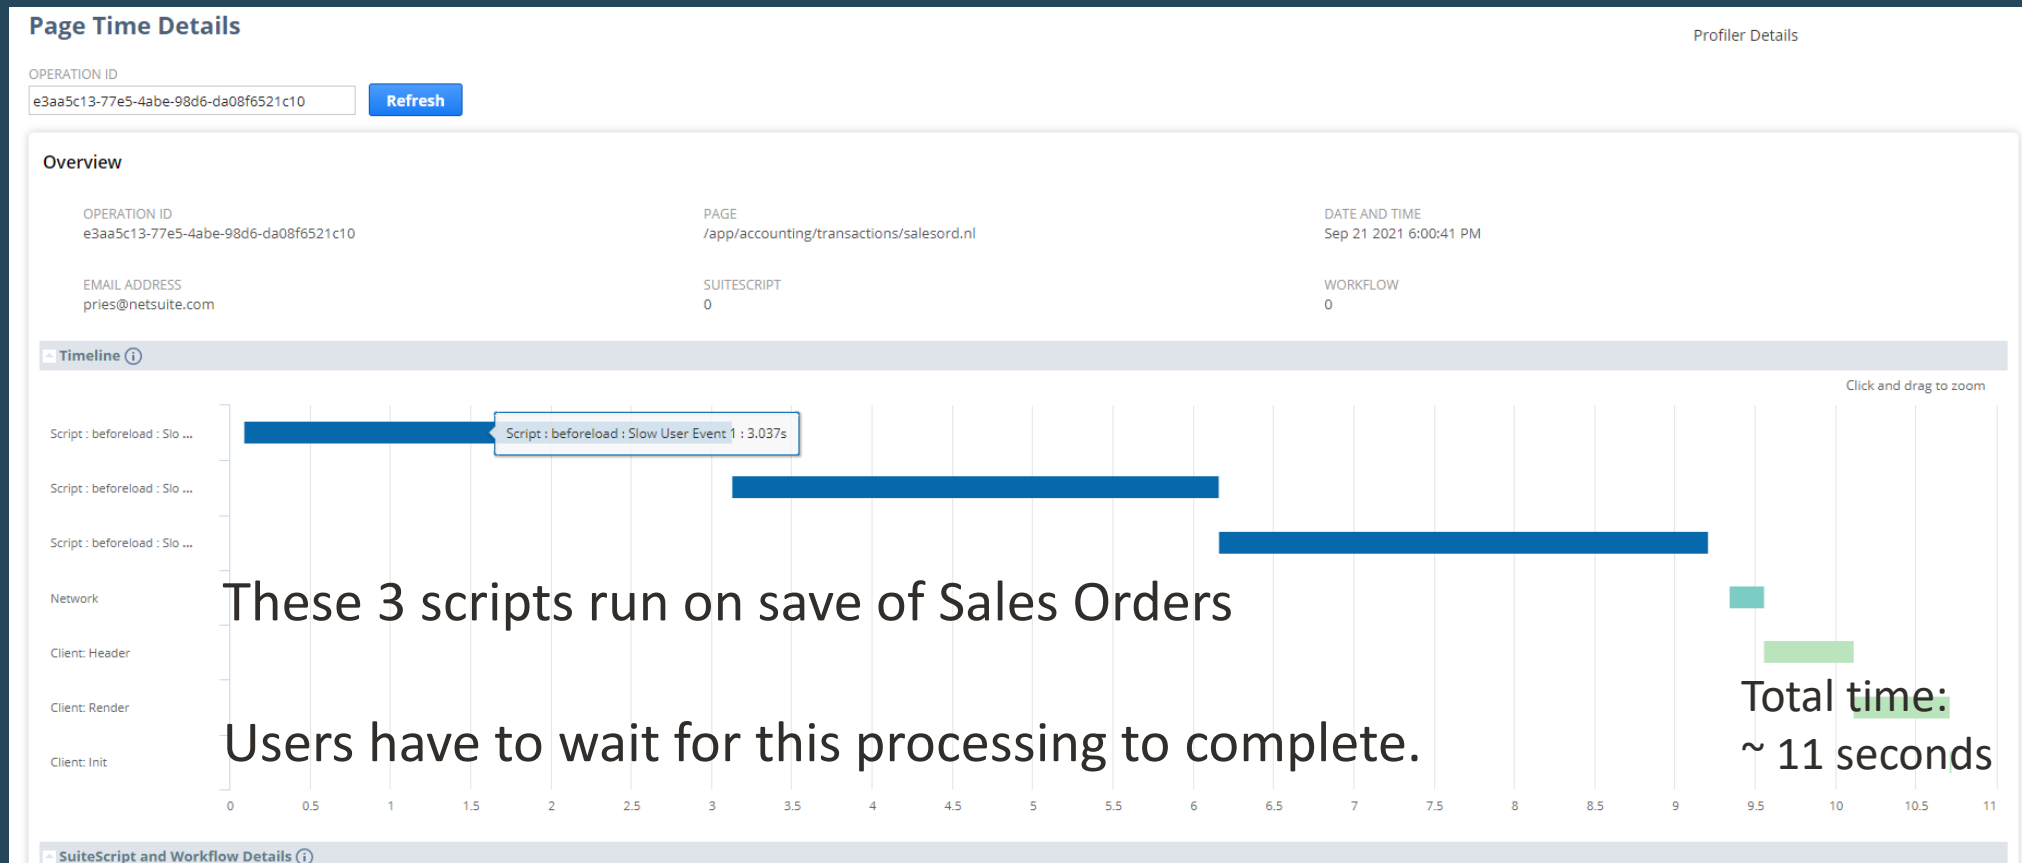 Page Time Details
Profiler Details
OPERATION ID
e3aa5c13-77e5-4abe-98d6-da08f6521c10
Refresh
Overview
OPERATION ID
e3aa5c13-77e5-4abe-98d6-da08f6521c10
PAGE
/app/accounting/transactions/salesord.nl
DATE AND TIME
Sep 21 2021 6:00:41 PM
EMAIL ADDRESS
pries@netsuite.com
SUITESCRIPT
0
WORKFLOW
0
Timeline
Click and drag to zoom
Script : beforeload : Slo ...
Script : beforeload : Slow User Event 1 : 3.037s
Script : beforeload : Slo ...
Script : beforeload : Slo ...
Network
These 3 scripts run on save of Sales Orders
Client: Header
Client: Render
Total time:
~ 11 seconds
Users have to wait for this processing to complete.
Client: Init
0 0.5 1 1.5 2 2.5 3 3.5 4 4.5 5 5.5 6 6.5 7 7.5 8 8.5 9 9.5 10 10.5 11
SuiteScript and Workflow Details